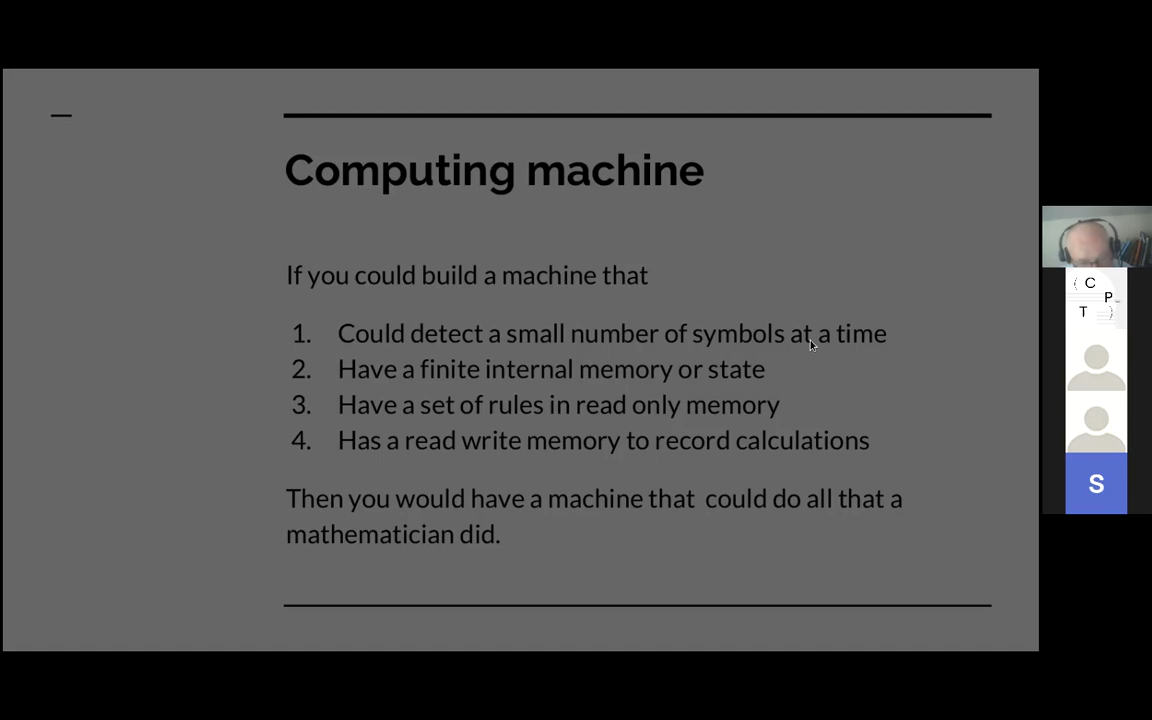 Computing machine
If you could build a machine that
1. Could detect a small number of symbols at a time
2. Have a finite internal memory or state
3. Have a set of rules in read only memory
4. Has a read write memory to record calculations
Then you would have a machine that could do all that a
mathematician did.
C
P
T
S